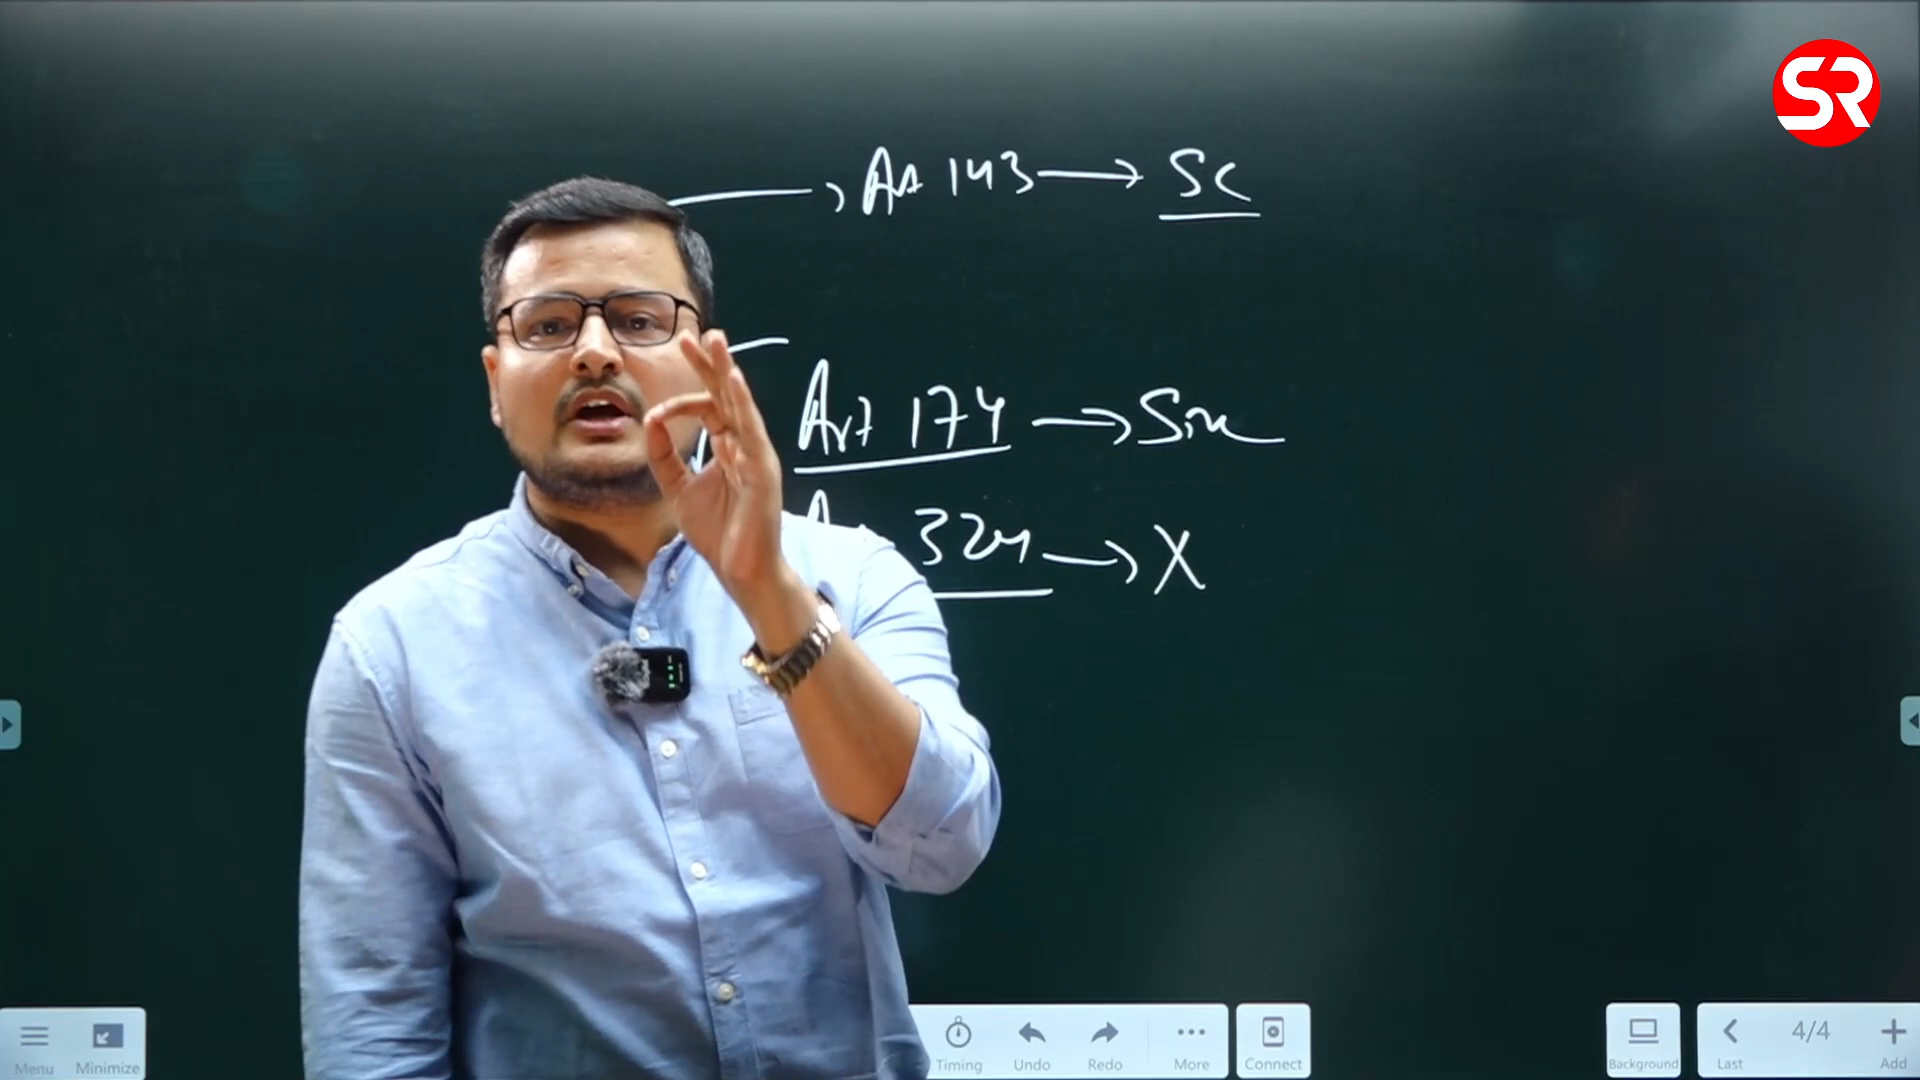 SR
Art 143 → SC
Art 174 → Six
324 → X
Menu Minimize Timing Undo Redo More Connect Background Last 4/4 Add